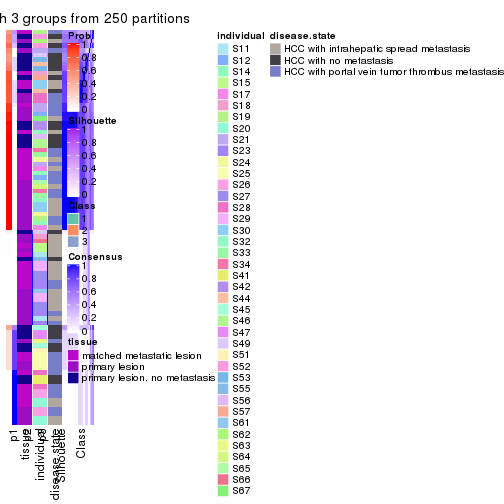 h 3 groups from 250 partitions
Prob
1
0.8
0.6
0.4
0.2
0
Silhouette
1
0.8
0.6
0.4
0.2
0
Class
1
2
3
Consensus
1
0.8
0.6
0.4
0.2
0
tissue
matched metastatic lesion
primary lesion
primary lesion. no metastasis
p1
tissue
individual
disease.state
Silhouette
Class
individual
S11
S12
S14
S15
S17
S18
S19
S20
S21
S23
S24
S25
S26
S27
S28
S29
S30
S32
S33
S34
S41
S42
S44
S45
S46
S47
S49
S51
S52
S53
S55
S56
S57
S61
S62
S63
S64
S65
S66
S67
disease.state
HCC with intrahepatic spread metastasis
HCC with no metastasis
HCC with portal vein tumor thrombus metastasis